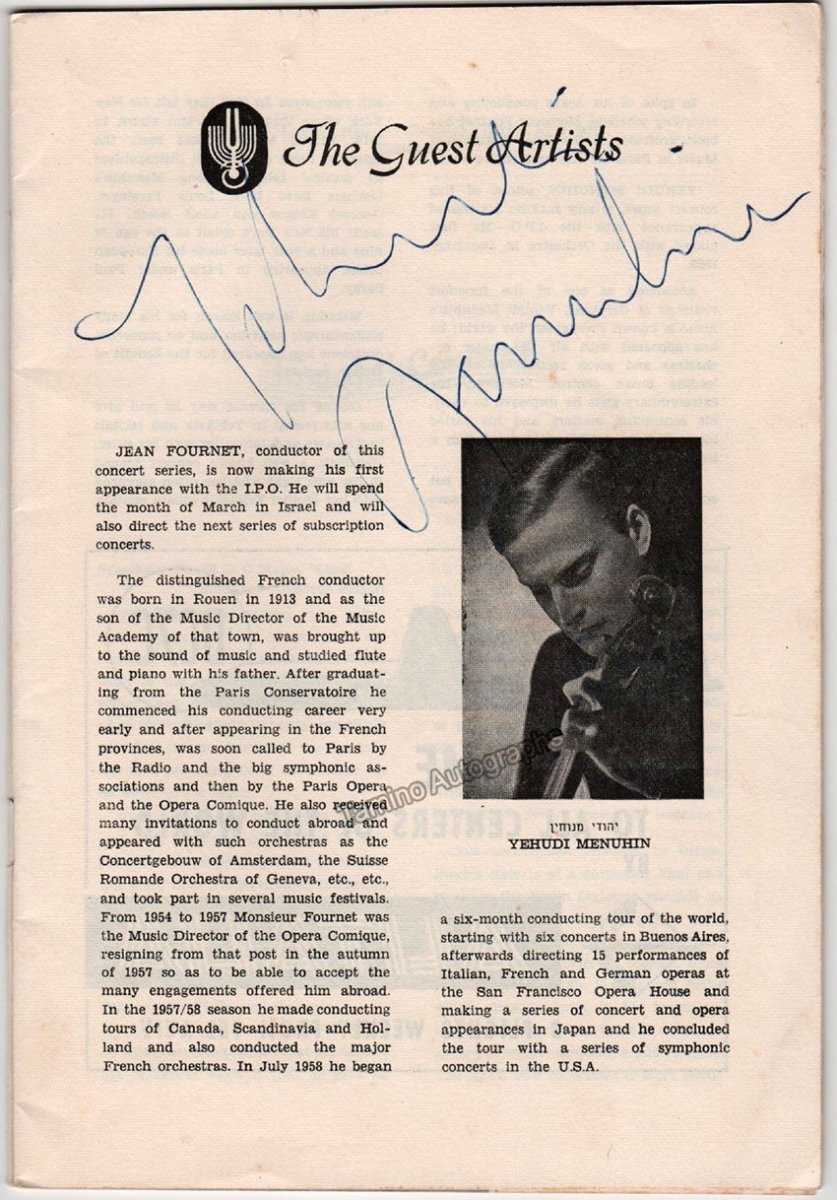 The Guest Artists
Yehudi
Menuhin
JEAN FOURNET, conductor of this
concert series, is now making his first
appearance with the I.P.O. He will spend
the month of March in Israel and will
also direct the next series of subscription
concerts.
The distinguished French conductor
was born in Rouen in 1913 and as the
son of the Music Director of the Music
Academy of that town, was brought up
to the sound of music and studied flute
and piano with his father. After graduat-
ing from the Paris Conservatoire he
commenced his conducting career very
early and after appearing in the French
provinces, was soon called to Paris by
the Radio and the big symphonic as-
sociations and then by the Paris Opera
and the Opera Comique. He also received
many invitations to conduct abroad and
appeared with such orchestras as the
Concertgebouw of Amsterdam, the Suisse
Romande Orchestra of Geneva, etc., etc.,
and took part in several music festivals.
From 1954 to 1957 Monsieur Fournet was
the Music Director of the Opera Comique,
resigning from that post in the autumn
of 1957 so as to be able to accept the
many engagements offered him abroad.
In the 1957/58 season he made conducting
tours of Canada, Scandinavia and Hol-
land and also conducted the major
French orchestras. In July 1958 he began
Tamino Autographs
יהודי מנוחין
YEHUDI MENUHIN
a six-month conducting tour of the world,
starting with six concerts in Buenos Aires,
afterwards directing 15 performances of
Italian, French and German operas at
the San Francisco Opera House and
making a series of concert and opera
appearances in Japan and he concluded
the tour with a series of symphonic
concerts in the U.S.A.